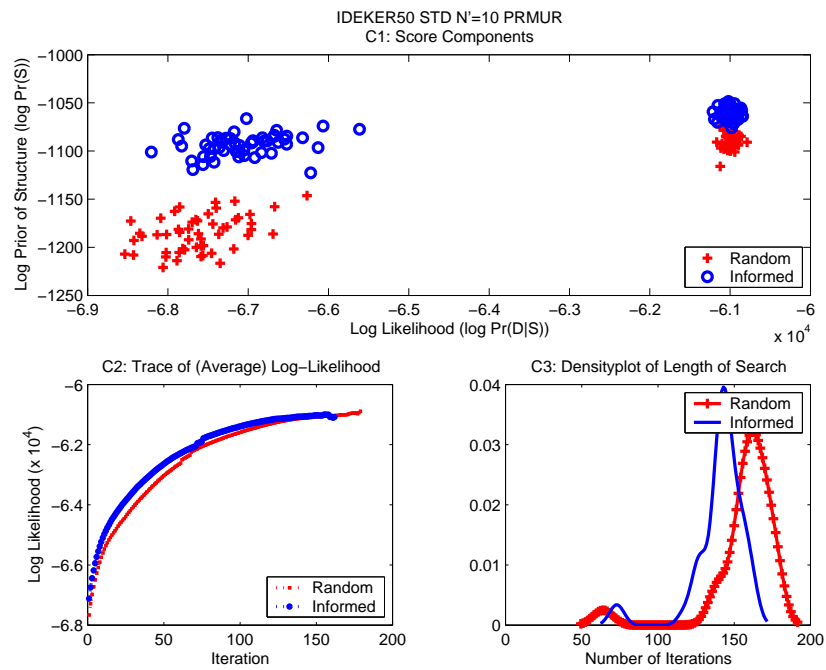 IDEKER50 STD N'=10 PRMUR
C1: Score Components
Log Prior of Structure (log Pr(S))
−1000
−1050
−1100
−1150
−1200
−1250
−6.9
−6.8
−6.7
−6.6
−6.5
−6.4
−6.3
−6.2
−6.1
−6
x 10^4
Log Likelihood (log Pr(D|S))
Random
Informed
C2: Trace of (Average) Log−Likelihood
Log Likelihood (x 10^4)
−6
−6.2
−6.4
−6.6
−6.8
0
50
100
150
200
Iteration
Random
Informed
C3: Densityplot of Length of Search
0.04
0.03
0.02
0.01
0
0
50
100
150
200
Number of Iterations
Random
Informed